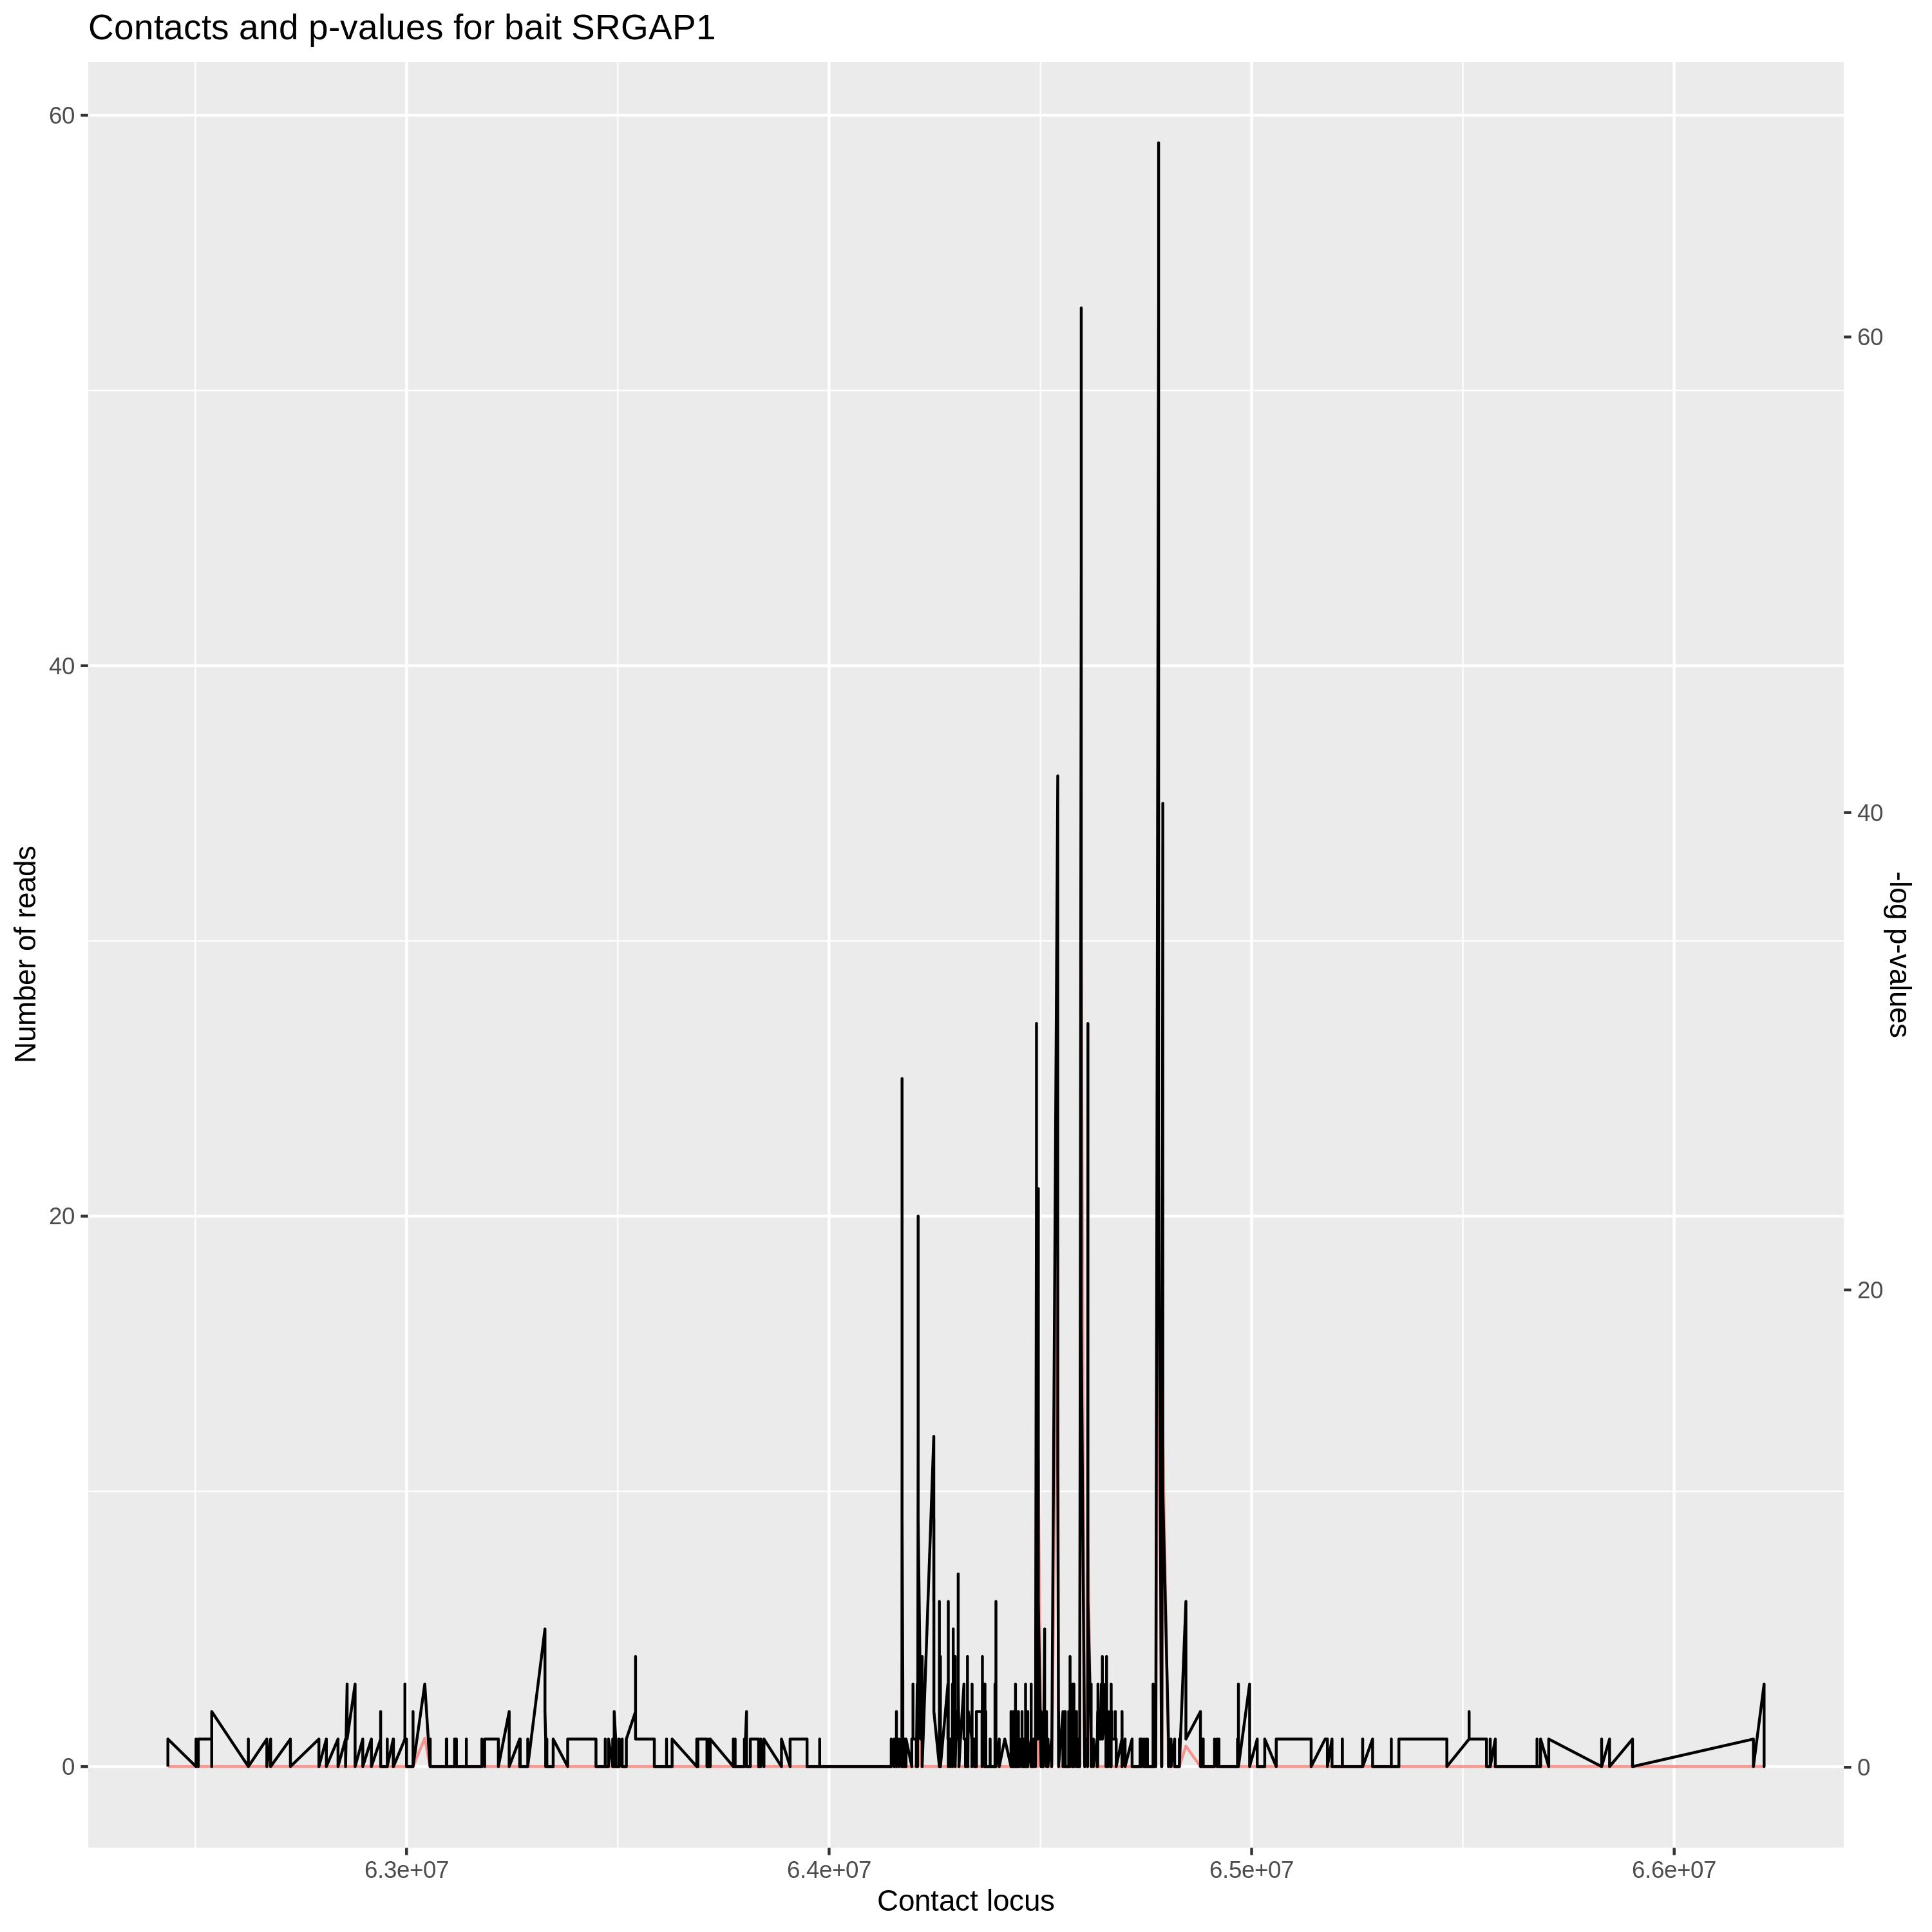 Contacts and p-values for bait SRGAP1
60
40
20
0
Number of reads
60
40
20
0
-log p-values
6.3e+07
6.4e+07
6.5e+07
6.6e+07
Contact locus